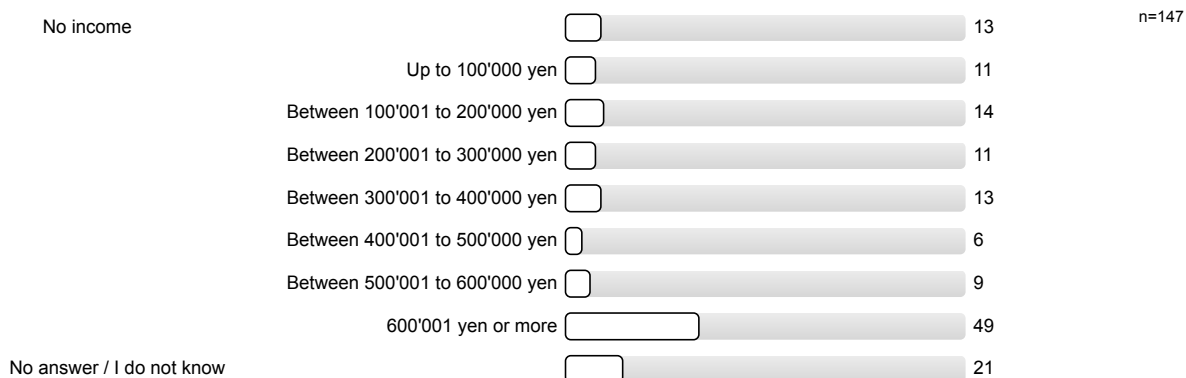 No income 13 n=147
Up to 100'000 yen 11
Between 100'001 to 200'000 yen 14
Between 200'001 to 300'000 yen 11
Between 300'001 to 400'000 yen 13
Between 400'001 to 500'000 yen 6
Between 500'001 to 600'000 yen 9
600'001 yen or more 49
No answer / I do not know 21